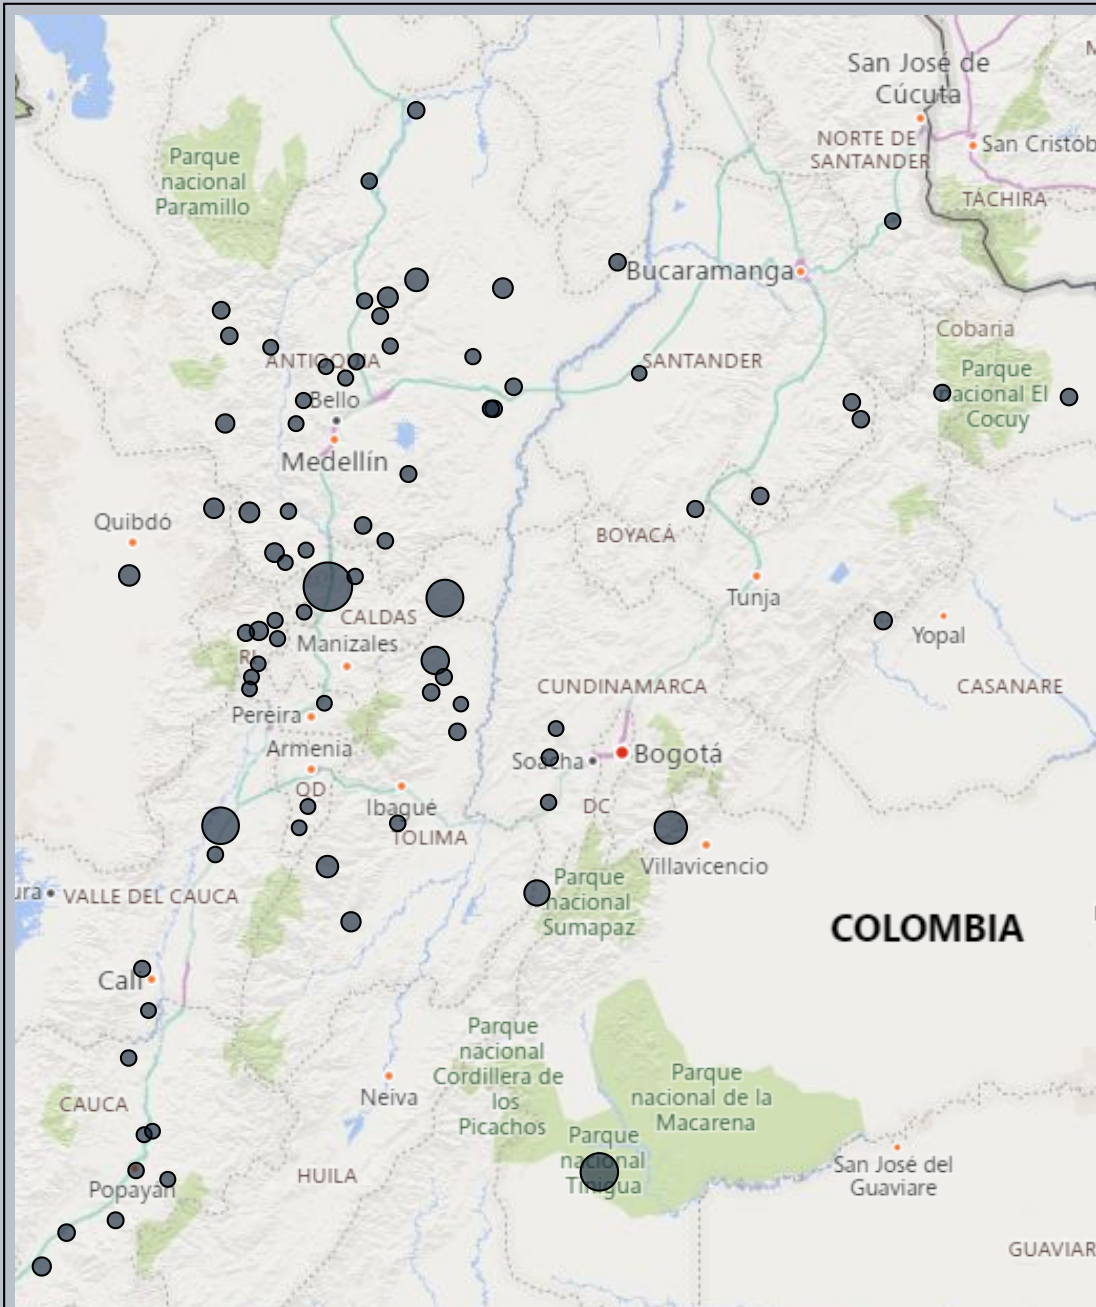 San José de
Cúcuta
NORTE DE
SANTANDER
San Cristób
TÁCHIRA
Parque
nacional
Paramillo
Bucaramanga
Cobaria
ANTIOQUIA
SANTANDER
Parque
nacional El
Cocuy
Bello
Medellín
Quibdó
BOYACÁ
Tunja
CALDAS
Manizales
Yopal
CUNDINAMARCA
CASANARE
Pereira
Armenia
Soacha
Bogotá
QD
Ibagué
DC
TOLIMA
Villavicencio
Parque
nacional
Sumapaz
ura
VALLE DEL CAUCA
COLOMBIA
Cali
Parque
nacional
Cordillera de
los
Picachos
Parque
nacional de la
Macarena
Neiva
CAUCA
Parque
nacional
Tinigua
San José del
Guaviare
HUILA
Popayán
GUAVIAR